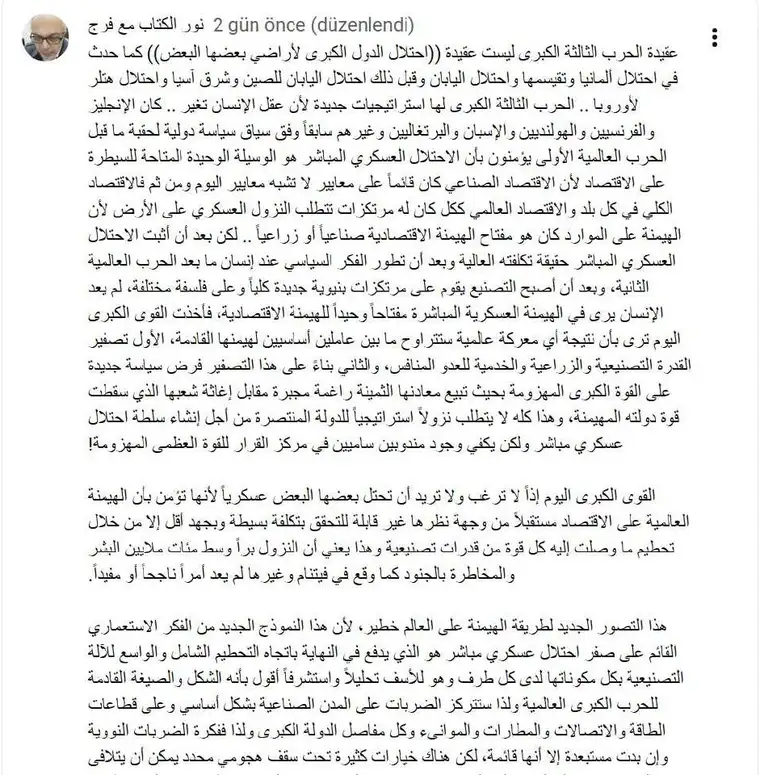 نور الكتاب مع فرج 2 gün önce (düzenlendi)
عقيدة الحرب الثالثة الكبرى ليست عقيدة ((احتلال الدول الكبرى لأراضي بعضها البعض)) كما حدث
في احتلال ألمانيا وتقيسمها واحتلال اليابان وقبل ذلك احتلال اليابان للصين وشرق آسيا واحتلال هتلر
لأوروبا .. الحرب الثالثة الكبرى لها استراتيجيات جديدة لأن عقل الإنسان تغير .. كان الإنجليز
والفرنسيين والهولنديين والإسبان والبرتغاليين وغيرهم سابقاً وفق سياق سياسة دولية لحقبة ما قبل
الحرب العالمية الأولى يؤمنون بأن الاحتلال العسكري المباشر هو الوسيلة الوحيدة المتاحة للسيطرة
على الاقتصاد لأن الاقتصاد الصناعي كان قائماً على معايير لا تشبه معايير اليوم ومن ثم فالاقتصاد
الكلي في كل بلد والاقتصاد العالمي ككل كان له مرتكزات تتطلب النزول العسكري على الأرض لأن
الهيمنة على الموارد كان هو مفتاح الهيمنة الاقتصادية صناعياً أو زراعياً .. لكن بعد أن أثبت الاحتلال
العسكري المباشر حقيقة تكلفته العالية وبعد أن تطور الفكر السياسي عند إنسان ما بعد الحرب العالمية
الثانية، وبعد أن أصبح التصنيع يقوم على مرتكزات بنيوية جديدة كلياً وعلى فلسفة مختلفة، لم يعد
الإنسان يرى في الهيمنة العسكرية المباشرة مفتاحاً وحيداً للهيمنة الاقتصادية، فأخذت القوى الكبرى
اليوم ترى بأن نتيجة أي معركة عالمية ستتراوح ما بين عاملين أساسيين لهيمنها القادمة، الأول تصفير
القدرة التصنيعية والزراعية والخدمية للعدو المنافس، والثاني بناءً على هذا التصفير فرض سياسة جديدة
على القوة الكبرى المهزومة بحيث تبيع معادنها الثمينة راغمة مجبرة مقابل إغاثة شعبها الذي سقطت
قوة دولته المهيمنة، وهذا كله لا يتطلب نزولاً استراتيجياً للدولة المنتصرة من أجل إنشاء سلطة احتلال
عسكري مباشر ولكن يكفي وجود مندوبين ساميين في مركز القرار للقوة العظمى المهزومة!
القوى الكبرى اليوم إذاً لا ترغب ولا تريد أن تحتل بعضها البعض عسكرياً لأنها تؤمن بأن الهيمنة
العالمية على الاقتصاد مستقبلاً من وجهة نظرها غير قابلة للتحقق بتكلفة بسيطة وبجهد أقل إلا من خلال
تحطيم ما وصلت إليه كل قوة من قدرات تصنيعية وهذا يعني أن النزول براً وسط مئات ملايين البشر
والمخاطرة بالجنود كما وقع في فيتنام وغيرها لم يعد أمراً ناجحاً أو مفيداً.
هذا التصور الجديد لطريقة الهيمنة على العالم خطير، لأن هذا النموذج الجديد من الفكر الاستعماري
القائم على صفر احتلال عسكري مباشر هو الذي يدفع في النهاية باتجاه التحطيم الشامل والواسع للآلة
التصنيعية بكل مكوناتها لدى كل طرف وهو للأسف تحليلاً واستشرفاً أقول بأنه الشكل والصيغة القادمة
للحرب الكبرى العالمية ولذا ستتركز الضربات على المدن الصناعية بشكل أساسي وعلى قطاعات
الطاقة والاتصالات والمطارات والموانىء وكل مفاصل الدولة الكبرى ولذا ففكرة الضربات النووية
وإن بدت مستبعدة إلا أنها قائمة، لكن هناك خيارات كثيرة تحت سقف هجومي محدد يمكن أن يتلافى